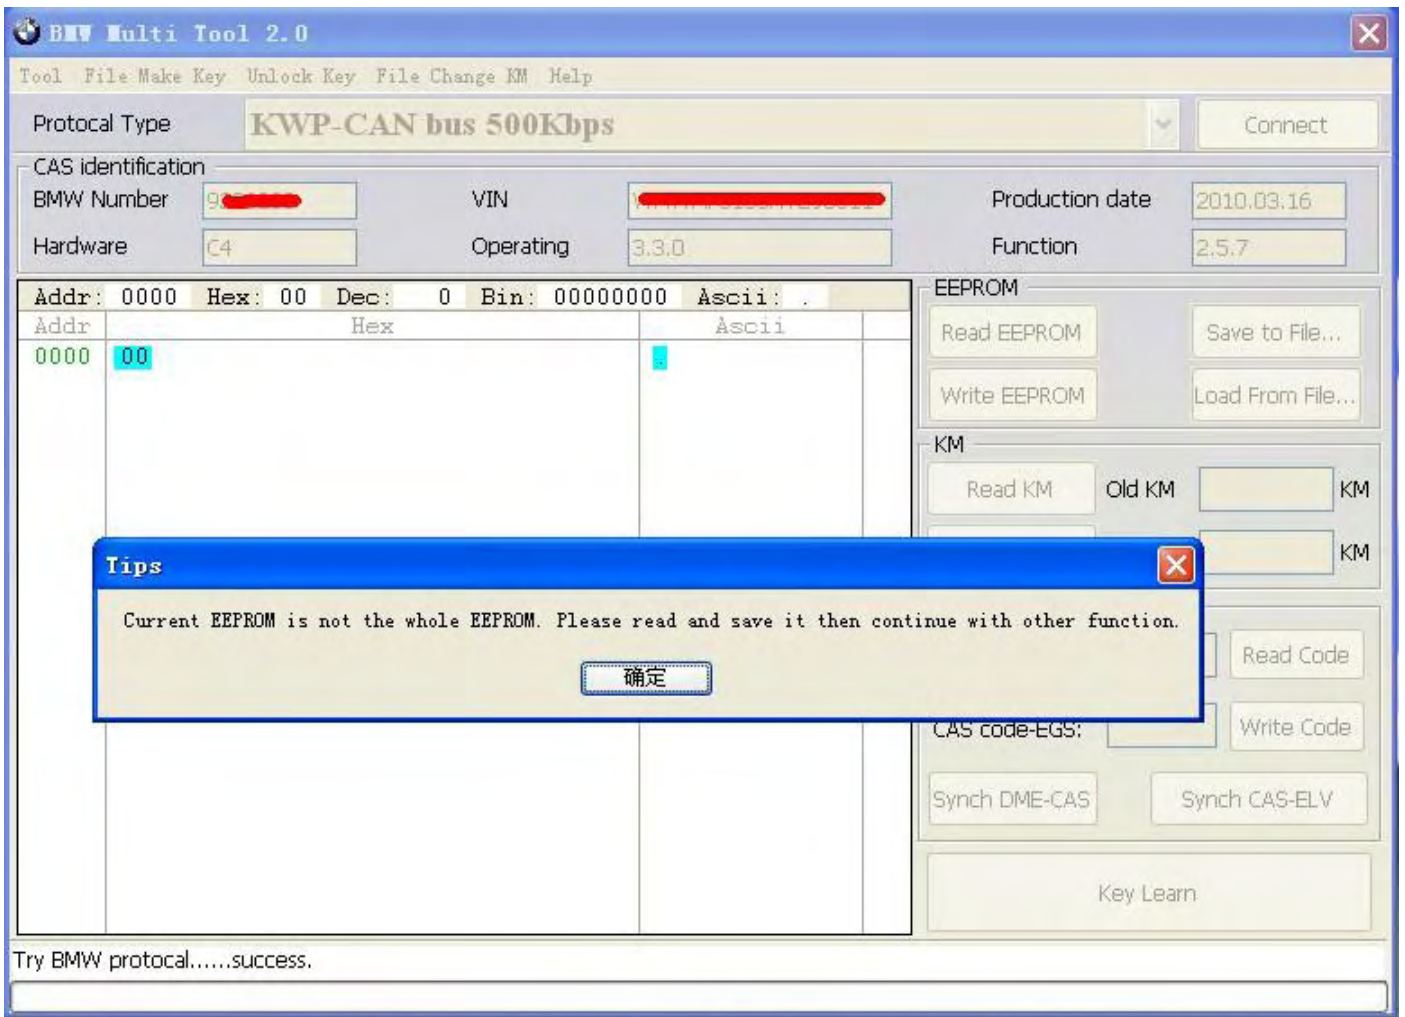 BMW Multi Tool 2.0
Tool File Make Key Unlock Key File Change KM Help
Protocal Type KWP-CAN bus 500Kbps Connect
CAS identification
BMW Number VIN Production date 2010.03.16
Hardware C4 Operating 3.3.0 Function 2.5.7
Addr: 0000 Hex: 00 Dec: 0 Bin: 00000000 Ascii: .
Addr Hex Ascii
0000 00 .
EEPROM
Read EEPROM Save to File...
Write EEPROM Load From File...
KM
Read KM Old KM KM
KM
Tips
Current EEPROM is not the whole EEPROM. Please read and save it then continue with other function.
确定
Read Code
CAS code-EGS: Write Code
Synch DME-CAS Synch CAS-ELV
Key Learn
Try BMW protocal......success.